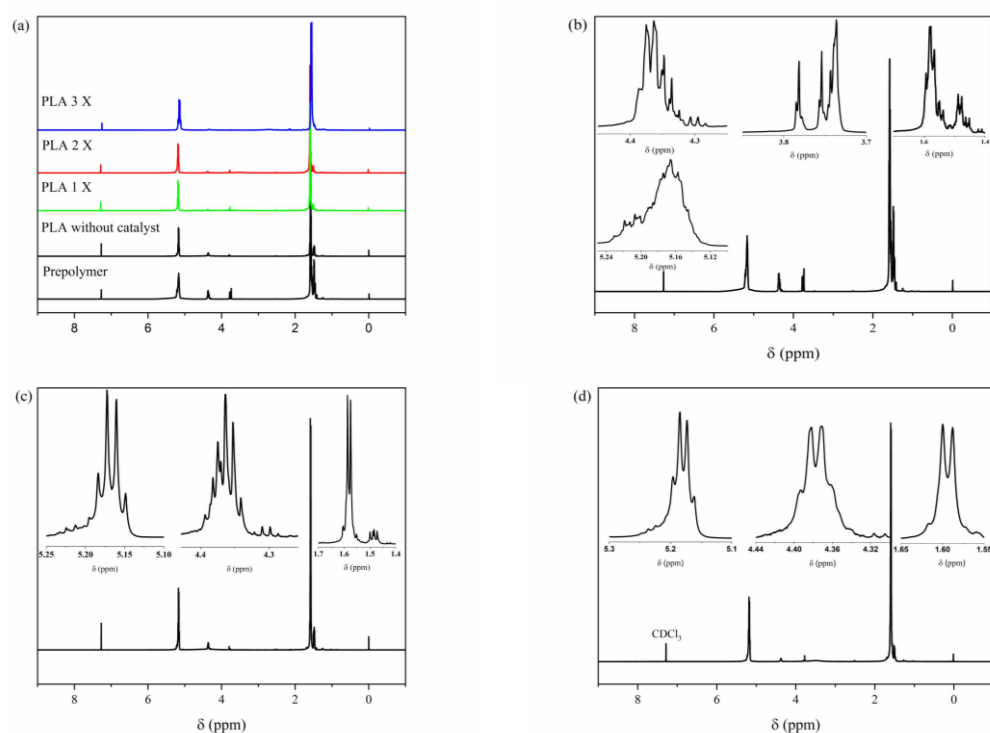 (a)
PLA 3 X
PLA 2 X
PLA 1 X
PLA without catalyst
Prepolymer
8 6 4 2 0
(b)
4.4 4.3
δ (ppm)
3.8 3.7
δ (ppm)
1.6 1.4
δ (ppm)
5.24 5.20 5.16 5.12
δ (ppm)
8 6 4 2 0
δ (ppm)
(c)
5.25 5.20 5.15 5.10
δ (ppm)
4.4 4.3
δ (ppm)
1.7 1.6 1.5 1.4
δ (ppm)
8 6 4 2 0
δ (ppm)
(d)
5.3 5.2 5.1
δ (ppm)
4.44 4.40 4.36 4.32
δ (ppm)
1.65 1.60 1.55
δ (ppm)
CDCl₃
8 6 4 2 0
δ (ppm)